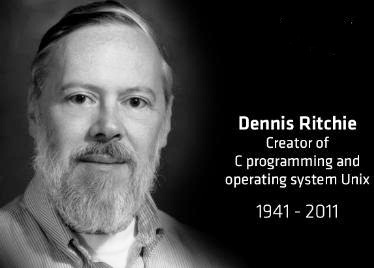 Dennis Ritchie
Creator of
C programming and
operating system Unix
1941 - 2011